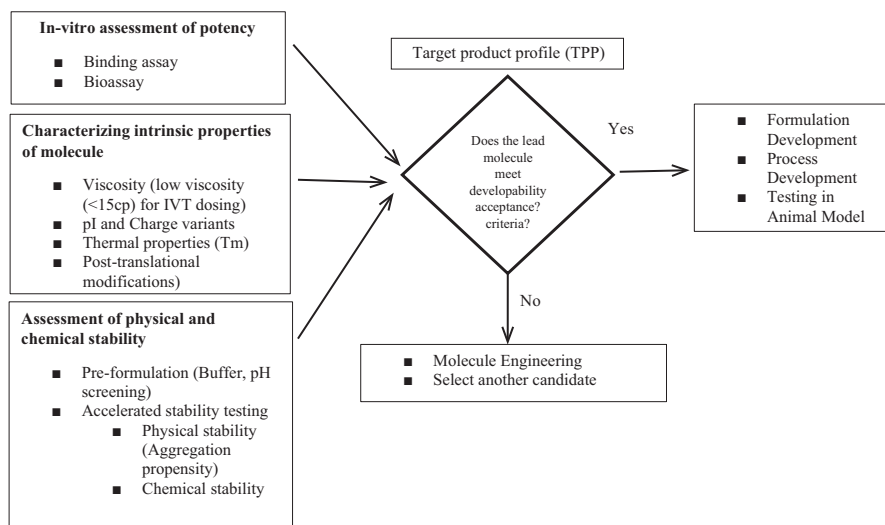 In-vitro assessment of potency
■ Binding assay
■ Bioassay
Characterizing intrinsic properties
of molecule
■ Viscosity (low viscosity
(<15cp) for IVT dosing)
■ pI and Charge variants
■ Thermal properties (Tm)
■ Post-translational
modifications)
Assessment of physical and
chemical stability
■ Pre-formulation (Buffer, pH
screening)
■ Accelerated stability testing
■ Physical stability
(Aggregation
propensity)
■ Chemical stability
Target product profile (TPP)
Does the lead
molecule
meet
developability
acceptance?
criteria?
Yes
■ Formulation
Development
■ Process
Development
■ Testing in
Animal Model
No
■ Molecule Engineering
■ Select another candidate